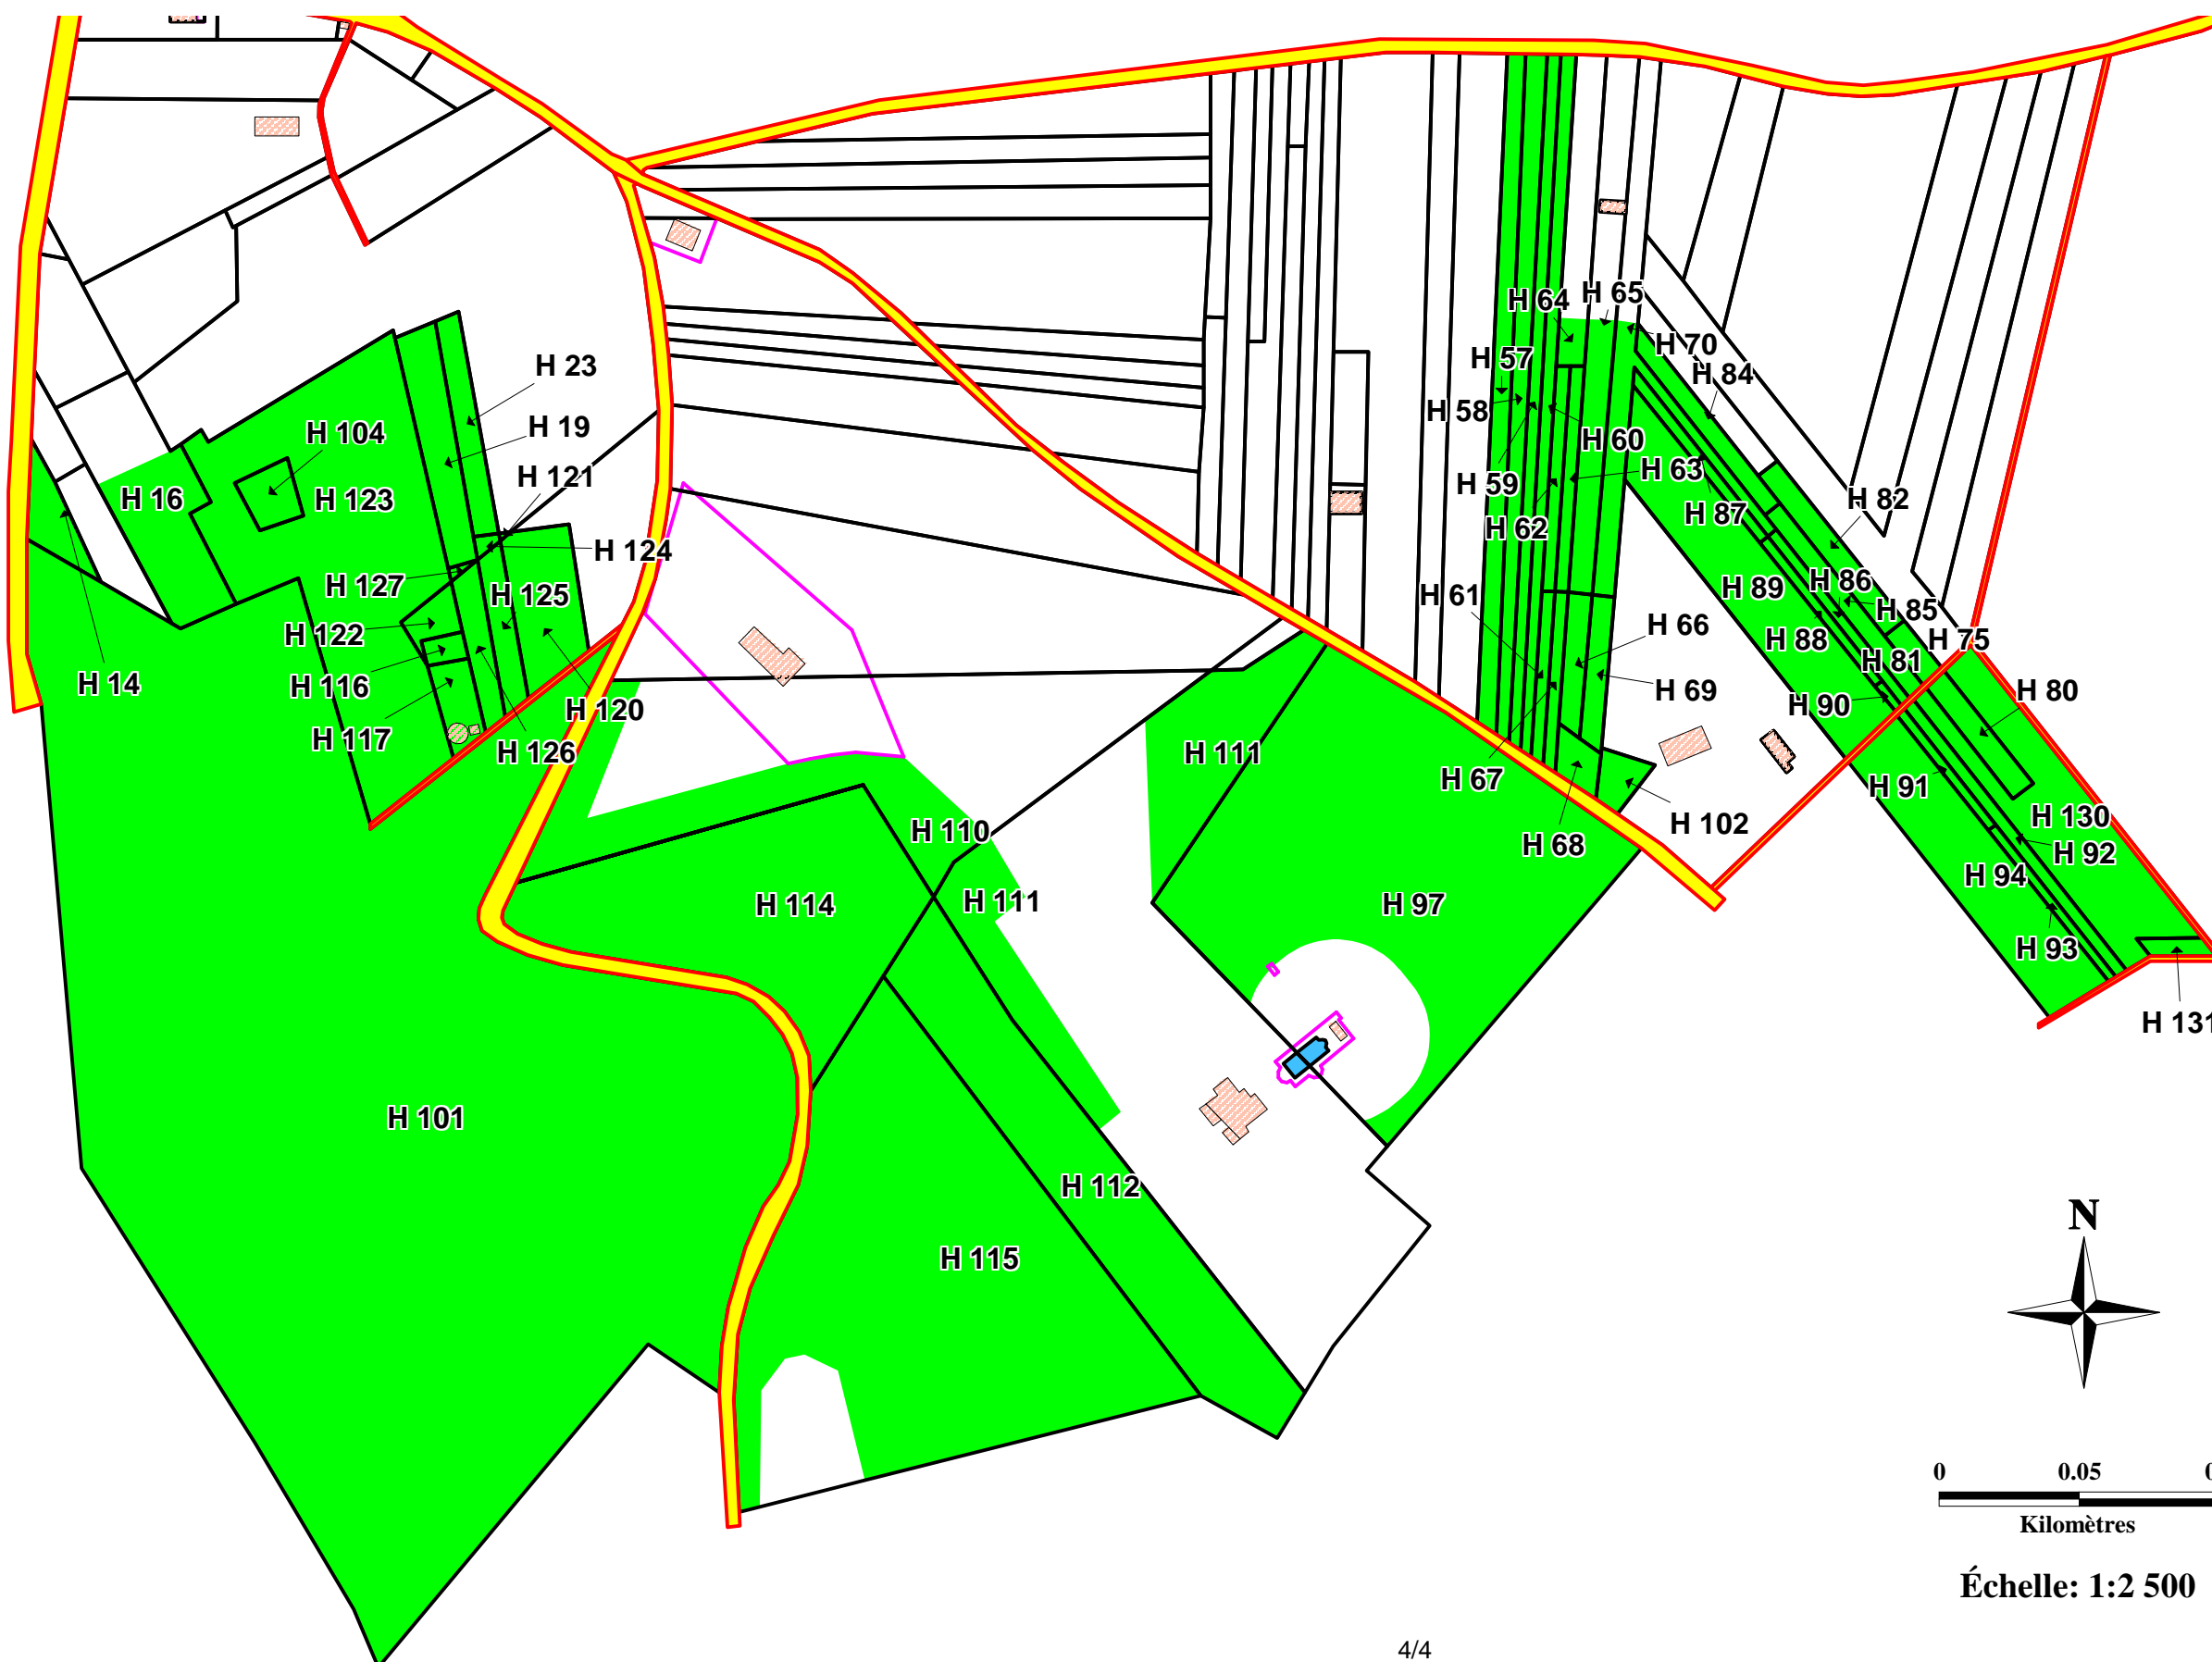 H 64
H 65
H 70
H 57
H 23
H 84
H 58
H 19
H 104
H 60
H 63
H 121
H 59
H 16
H 123
H 82
H 87
H 62
H 124
H 86
H 127
H 89
H 125
H 61
H 85
H 66
H 122
H 88
H 75
H 81
H 14
H 116
H 69
H 80
H 90
H 120
H 117
H 126
H 111
H 67
H 91
H 130
H 102
H 110
H 68
H 92
H 94
H 111
H 114
H 97
H 93
H 131
H 101
H 112
N
H 115
0 0.05 0
Kilomètres
Échelle: 1:2 500
4/4